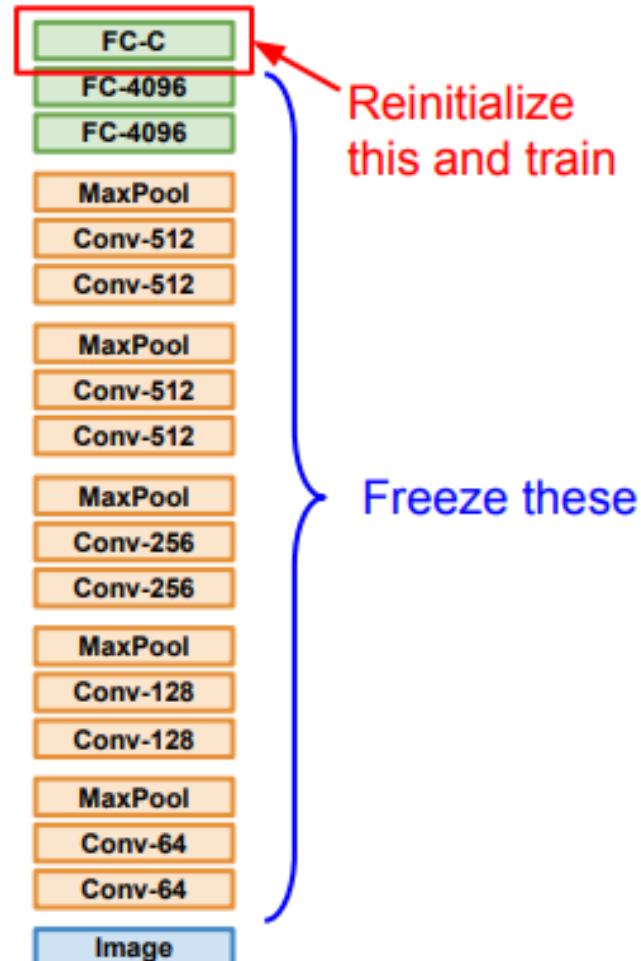 FC-C
FC-4096
FC-4096
MaxPool
Conv-512
Conv-512
MaxPool
Conv-512
Conv-512
MaxPool
Conv-256
Conv-256
MaxPool
Conv-128
Conv-128
MaxPool
Conv-64
Conv-64
Image
Reinitialize
this and train
Freeze these